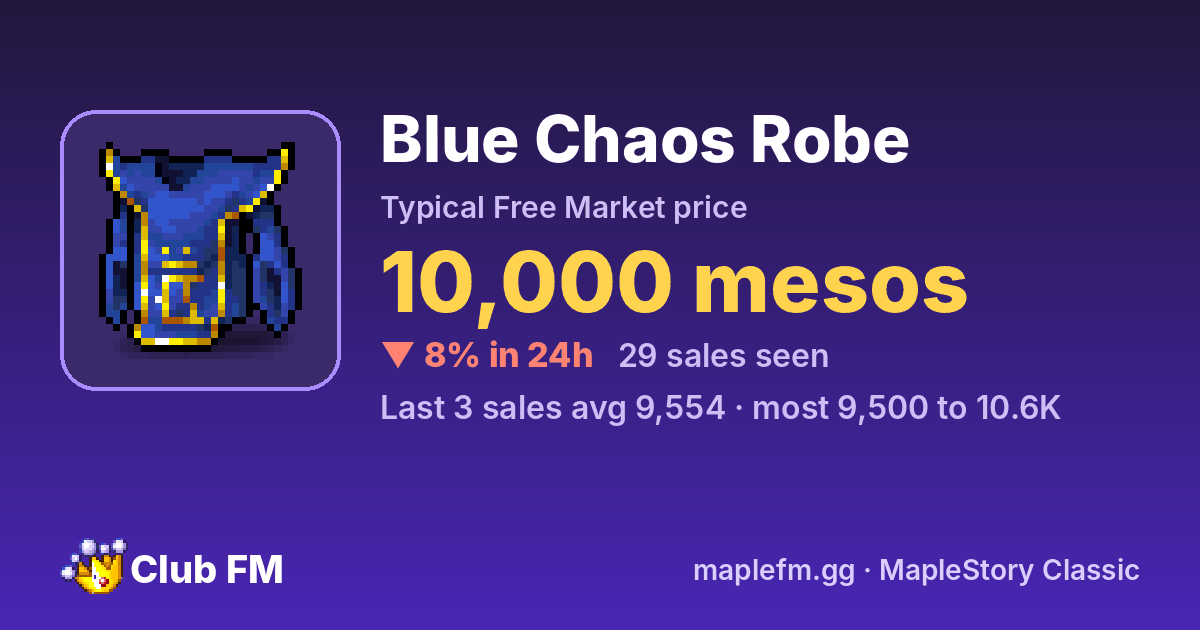 Blue Chaos Robe
Typical Free Market price
10,000 mesos
▼ 8% in 24h 29 sales seen
Last 3 sales avg 9,554 · most 9,500 to 10.6K
Club FM
maplefm.gg · MapleStory Classic